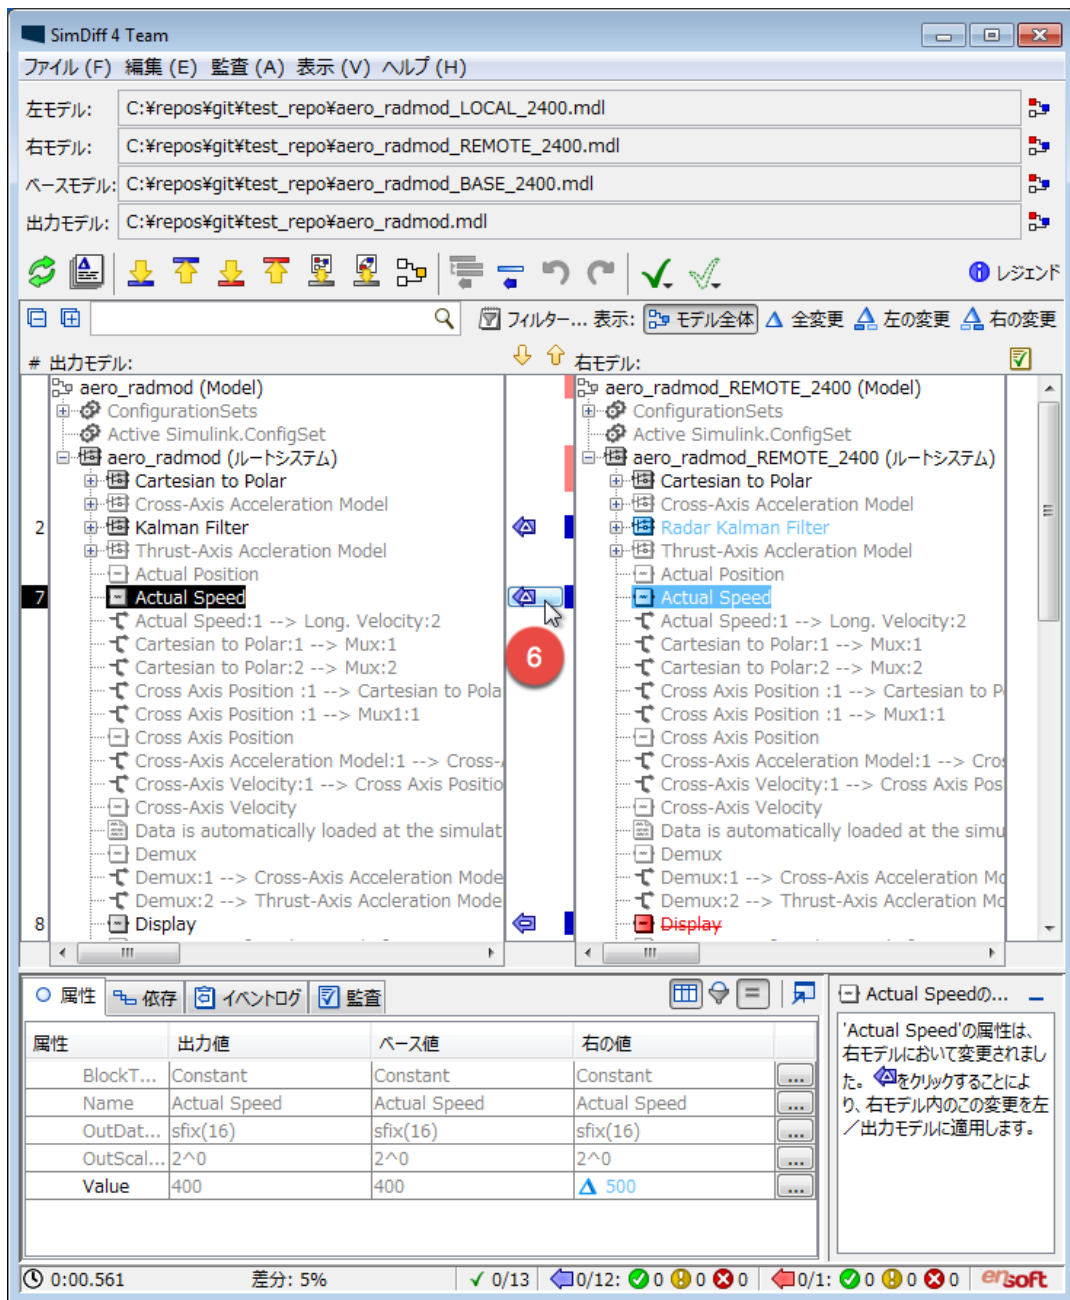 SimDiff 4 Team
ファイル (F) 編集 (E) 監査 (A) 表示 (V) ヘルプ (H)
左モデル: C:¥repos¥git¥test_repo¥aero_radmod_LOCAL_2400.mdl
右モデル: C:¥repos¥git¥test_repo¥aero_radmod_REMOTE_2400.mdl
ベースモデル: C:¥repos¥git¥test_repo¥aero_radmod_BASE_2400.mdl
出力モデル: C:¥repos¥git¥test_repo¥aero_radmod.mdl
レジェンド
フィルター... 表示: モデル全体 全変更 左の変更 右の変更
# 出力モデル: 右モデル:
aero_radmod (Model) aero_radmod_REMOTE_2400 (Model)
ConfigurationSets ConfigurationSets
Active Simulink.ConfigSet Active Simulink.ConfigSet
aero_radmod (ルートシステム) aero_radmod_REMOTE_2400 (ルートシステム)
Cartesian to Polar Cartesian to Polar
Cross-Axis Acceleration Model Cross-Axis Acceleration Model
2 Kalman Filter Radar Kalman Filter
Thrust-Axis Accleration Model Thrust-Axis Accleration Model
Actual Position Actual Position
7 Actual Speed Actual Speed
Actual Speed:1 --> Long. Velocity:2 Actual Speed:1 --> Long. Velocity:2
Cartesian to Polar:1 --> Mux:1 Cartesian to Polar:1 --> Mux:1
6
Cartesian to Polar:2 --> Mux:2 Cartesian to Polar:2 --> Mux:2
Cross Axis Position :1 --> Cartesian to Pola Cross Axis Position :1 --> Cartesian to P
Cross Axis Position :1 --> Mux1:1 Cross Axis Position :1 --> Mux1:1
Cross Axis Position Cross Axis Position
Cross-Axis Acceleration Model:1 --> Cross-/ Cross-Axis Acceleration Model:1 --> Cro
Cross-Axis Velocity:1 --> Cross Axis Positio Cross-Axis Velocity:1 --> Cross Axis Pos
Cross-Axis Velocity Cross-Axis Velocity
Data is automatically loaded at the simulat Data is automatically loaded at the simu
Demux Demux
Demux:1 --> Cross-Axis Acceleration Mode Demux:1 --> Cross-Axis Acceleration Mo
Demux:2 --> Thrust-Axis Accleration Mode Demux:2 --> Thrust-Axis Accleration Mo
8 Display Display
属性 依存 イベントログ 監査
属性 出力値 ベース値 右の値
BlockT... Constant Constant Constant ...
Name Actual Speed Actual Speed Actual Speed ...
OutDat... sfix(16) sfix(16) sfix(16) ...
OutScal... 2^0 2^0 2^0 ...
Value 400 400 500 ...
Actual Speedの...
'Actual Speed'の属性は、
右モデルにおいて変更されまし
た。をクリックすることによ
り、右モデル内のこの変更を左
／出力モデルに適用します。
0:00.561 差分: 5% 0/13 0/12: 0 0 0 0/1: 0 0 0 ensoft